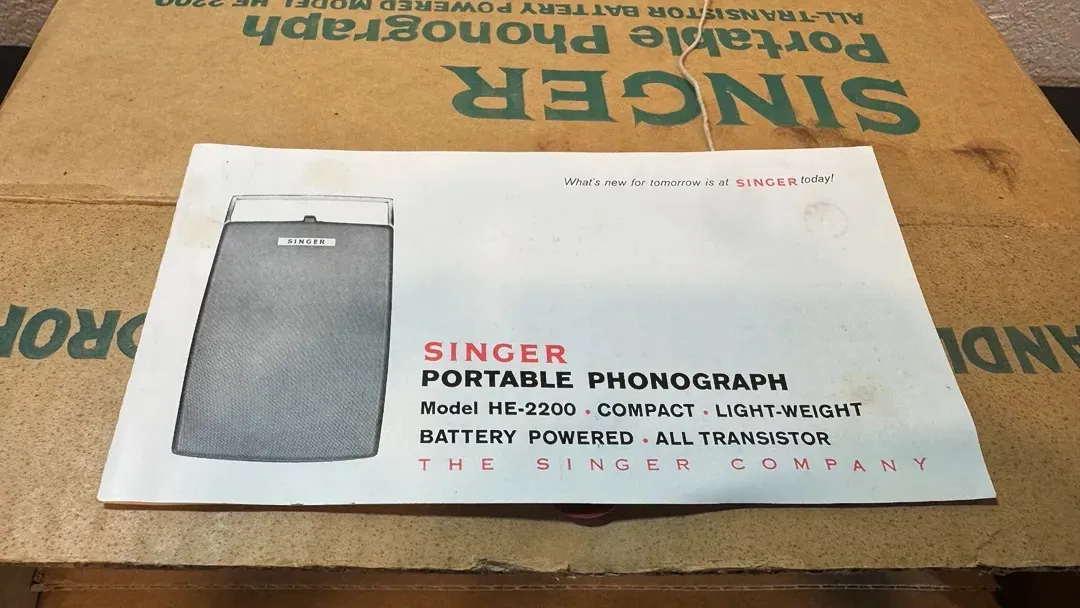 SINGER
Portable Phonograph
ALL-TRANSISTOR BATTERY POWERED MODEL HE 2200
What's new for tomorrow is at SINGER today!
SINGER
SINGER
PORTABLE PHONOGRAPH
Model HE-2200 • COMPACT • LIGHT-WEIGHT
BATTERY POWERED • ALL TRANSISTOR
THE SINGER COMPANY